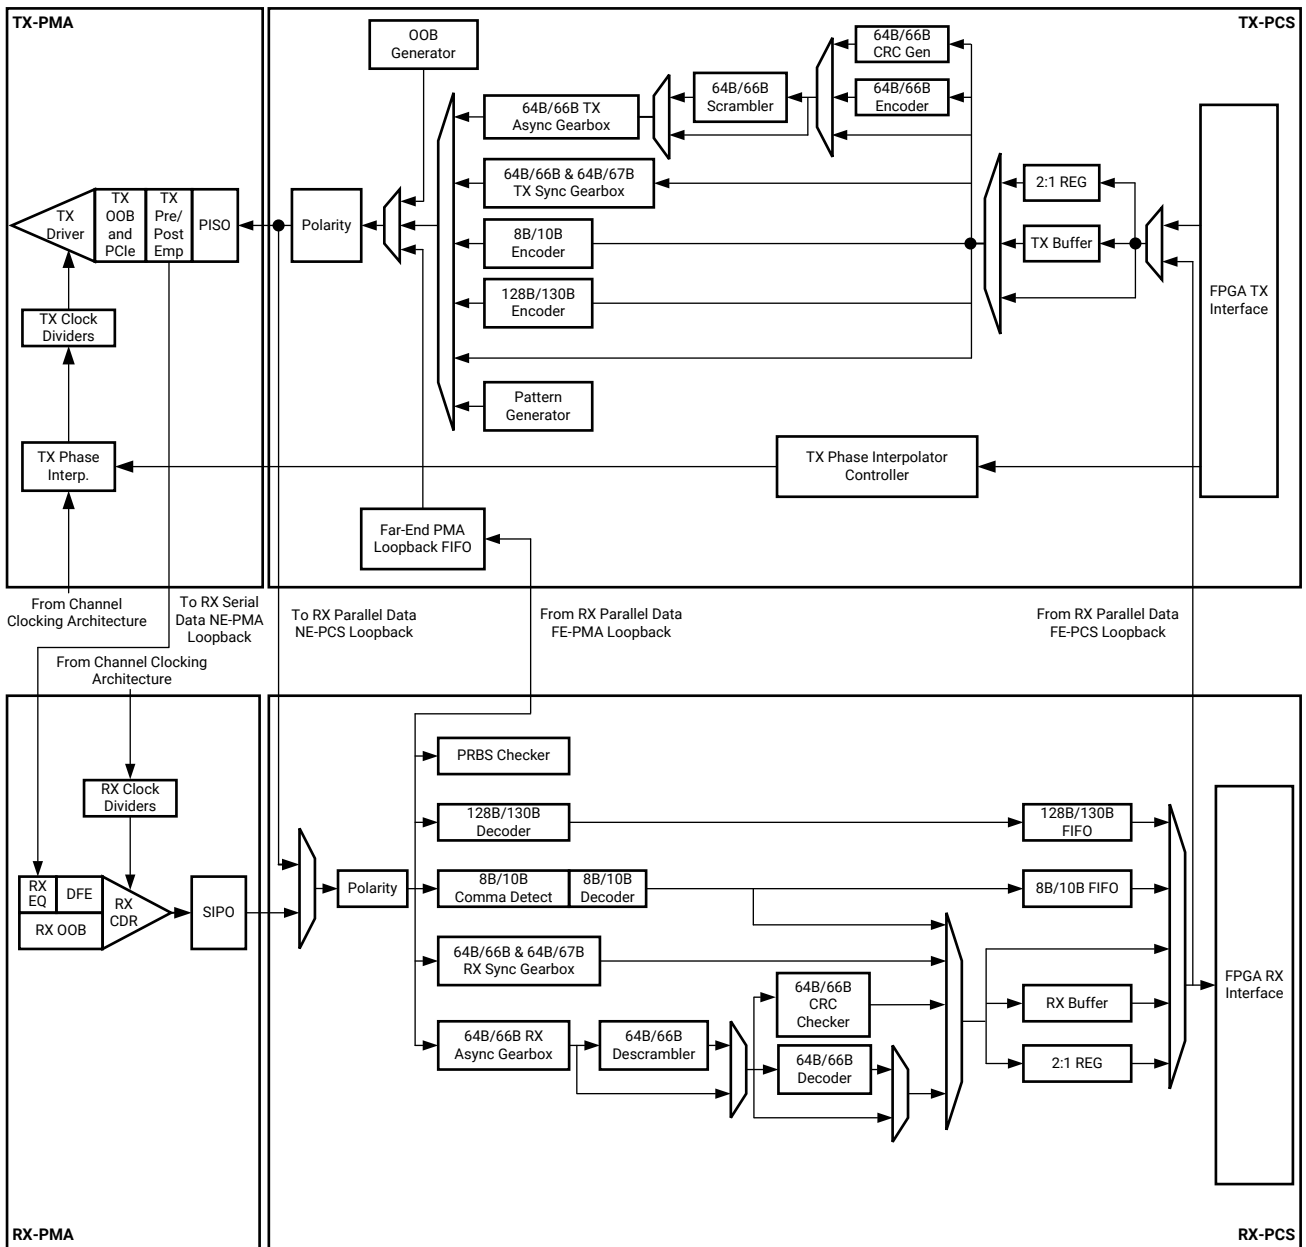 TX-PMA
TX-PCS
OOB
Generator
64B/66B
CRC Gen
64B/66B
Scrambler
64B/66B
Encoder
64B/66B TX
Async Gearbox
64B/66B & 64B/67B
TX Sync Gearbox
2:1 REG
TX
Driver
TX
OOB
and
PCIe
TX
Pre/
Post
Emp
PISO
Polarity
8B/10B
Encoder
TX Buffer
128B/130B
Encoder
FPGA TX
Interface
TX Clock
Dividers
Pattern
Generator
TX Phase
Interp.
TX Phase Interpolator
Controller
Far-End PMA
Loopback FIFO
From Channel
Clocking Architecture
To RX Serial
Data NE-PMA
Loopback
To RX Parallel Data
NE-PCS Loopback
From RX Parallel Data
FE-PMA Loopback
From RX Parallel Data
FE-PCS Loopback
From Channel Clocking
Architecture
PRBS Checker
RX Clock
Dividers
128B/130B
Decoder
128B/130B
FIFO
RX
EQ
DFE
RX OOB
RX
CDR
SIPO
Polarity
8B/10B
Comma Detect
8B/10B
Decoder
8B/10B FIFO
64B/66B & 64B/67B
RX Sync Gearbox
64B/66B
CRC
Checker
RX Buffer
FPGA RX
Interface
64B/66B RX
Async Gearbox
64B/66B
Descrambler
64B/66B
Decoder
2:1 REG
RX-PMA
RX-PCS